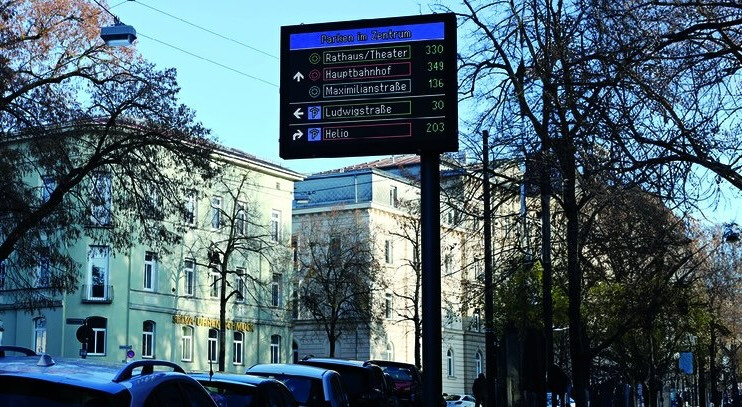 Parken im Zentrum
Rathaus/Theater 330
Hauptbahnhof 349
Maximilianstraße 136
P Ludwigstraße 30
P Helio 203